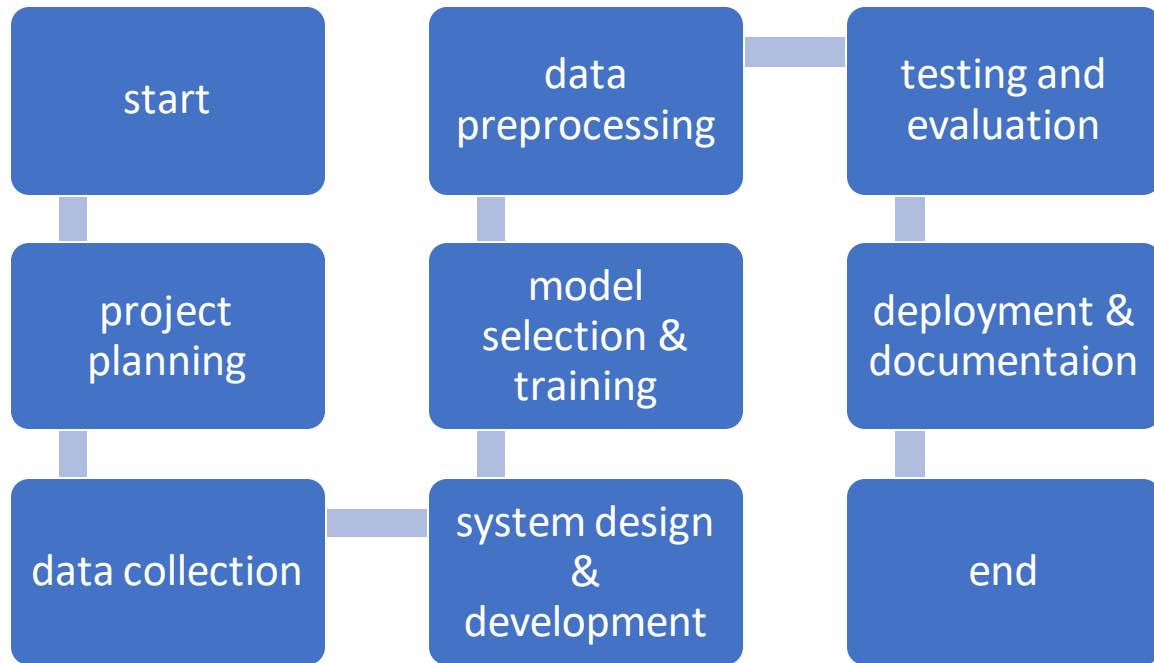 start
project
planning
data collection
system design
&
development
model
selection &
training
data
preprocessing
testing and
evaluation
deployment &
documentaion
end